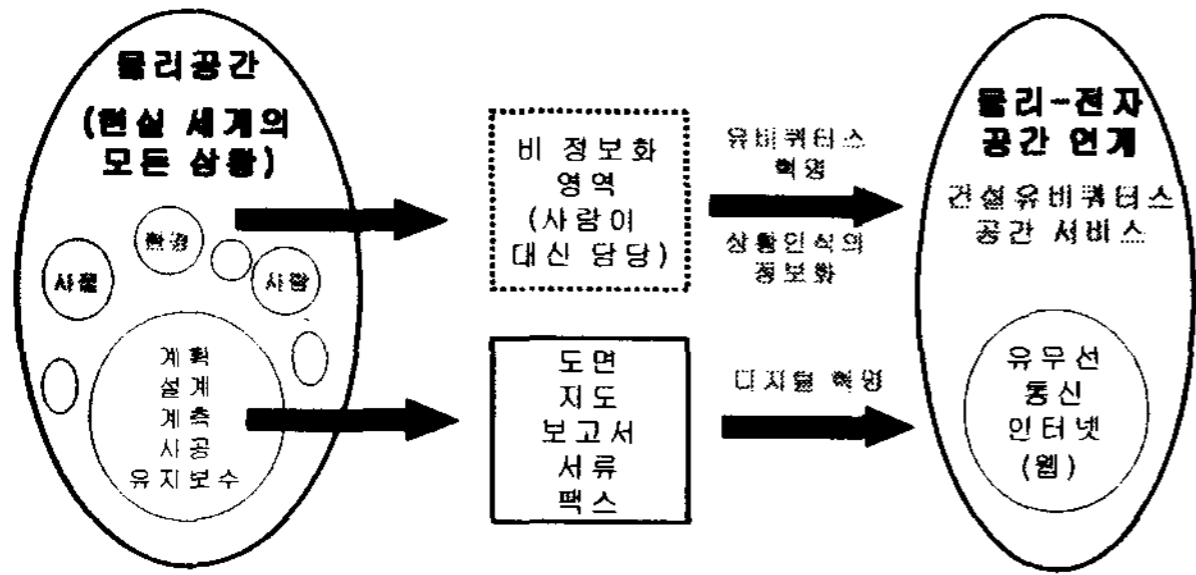 물리공간
(현실 세계의
모든 상황)
환경
사물
사람
계획
설계
계측
시공
유지보수
비 정보화
영역
(사람이
대신 담당)
도면
지도
보고서
서류
팩스
유비쿼터스
혁명
상황인식의
정보화
디지털 혁명
물리-전자
공간 연계
건설유비쿼터스
공간 서비스
유무선
통신
인터넷
(웹)